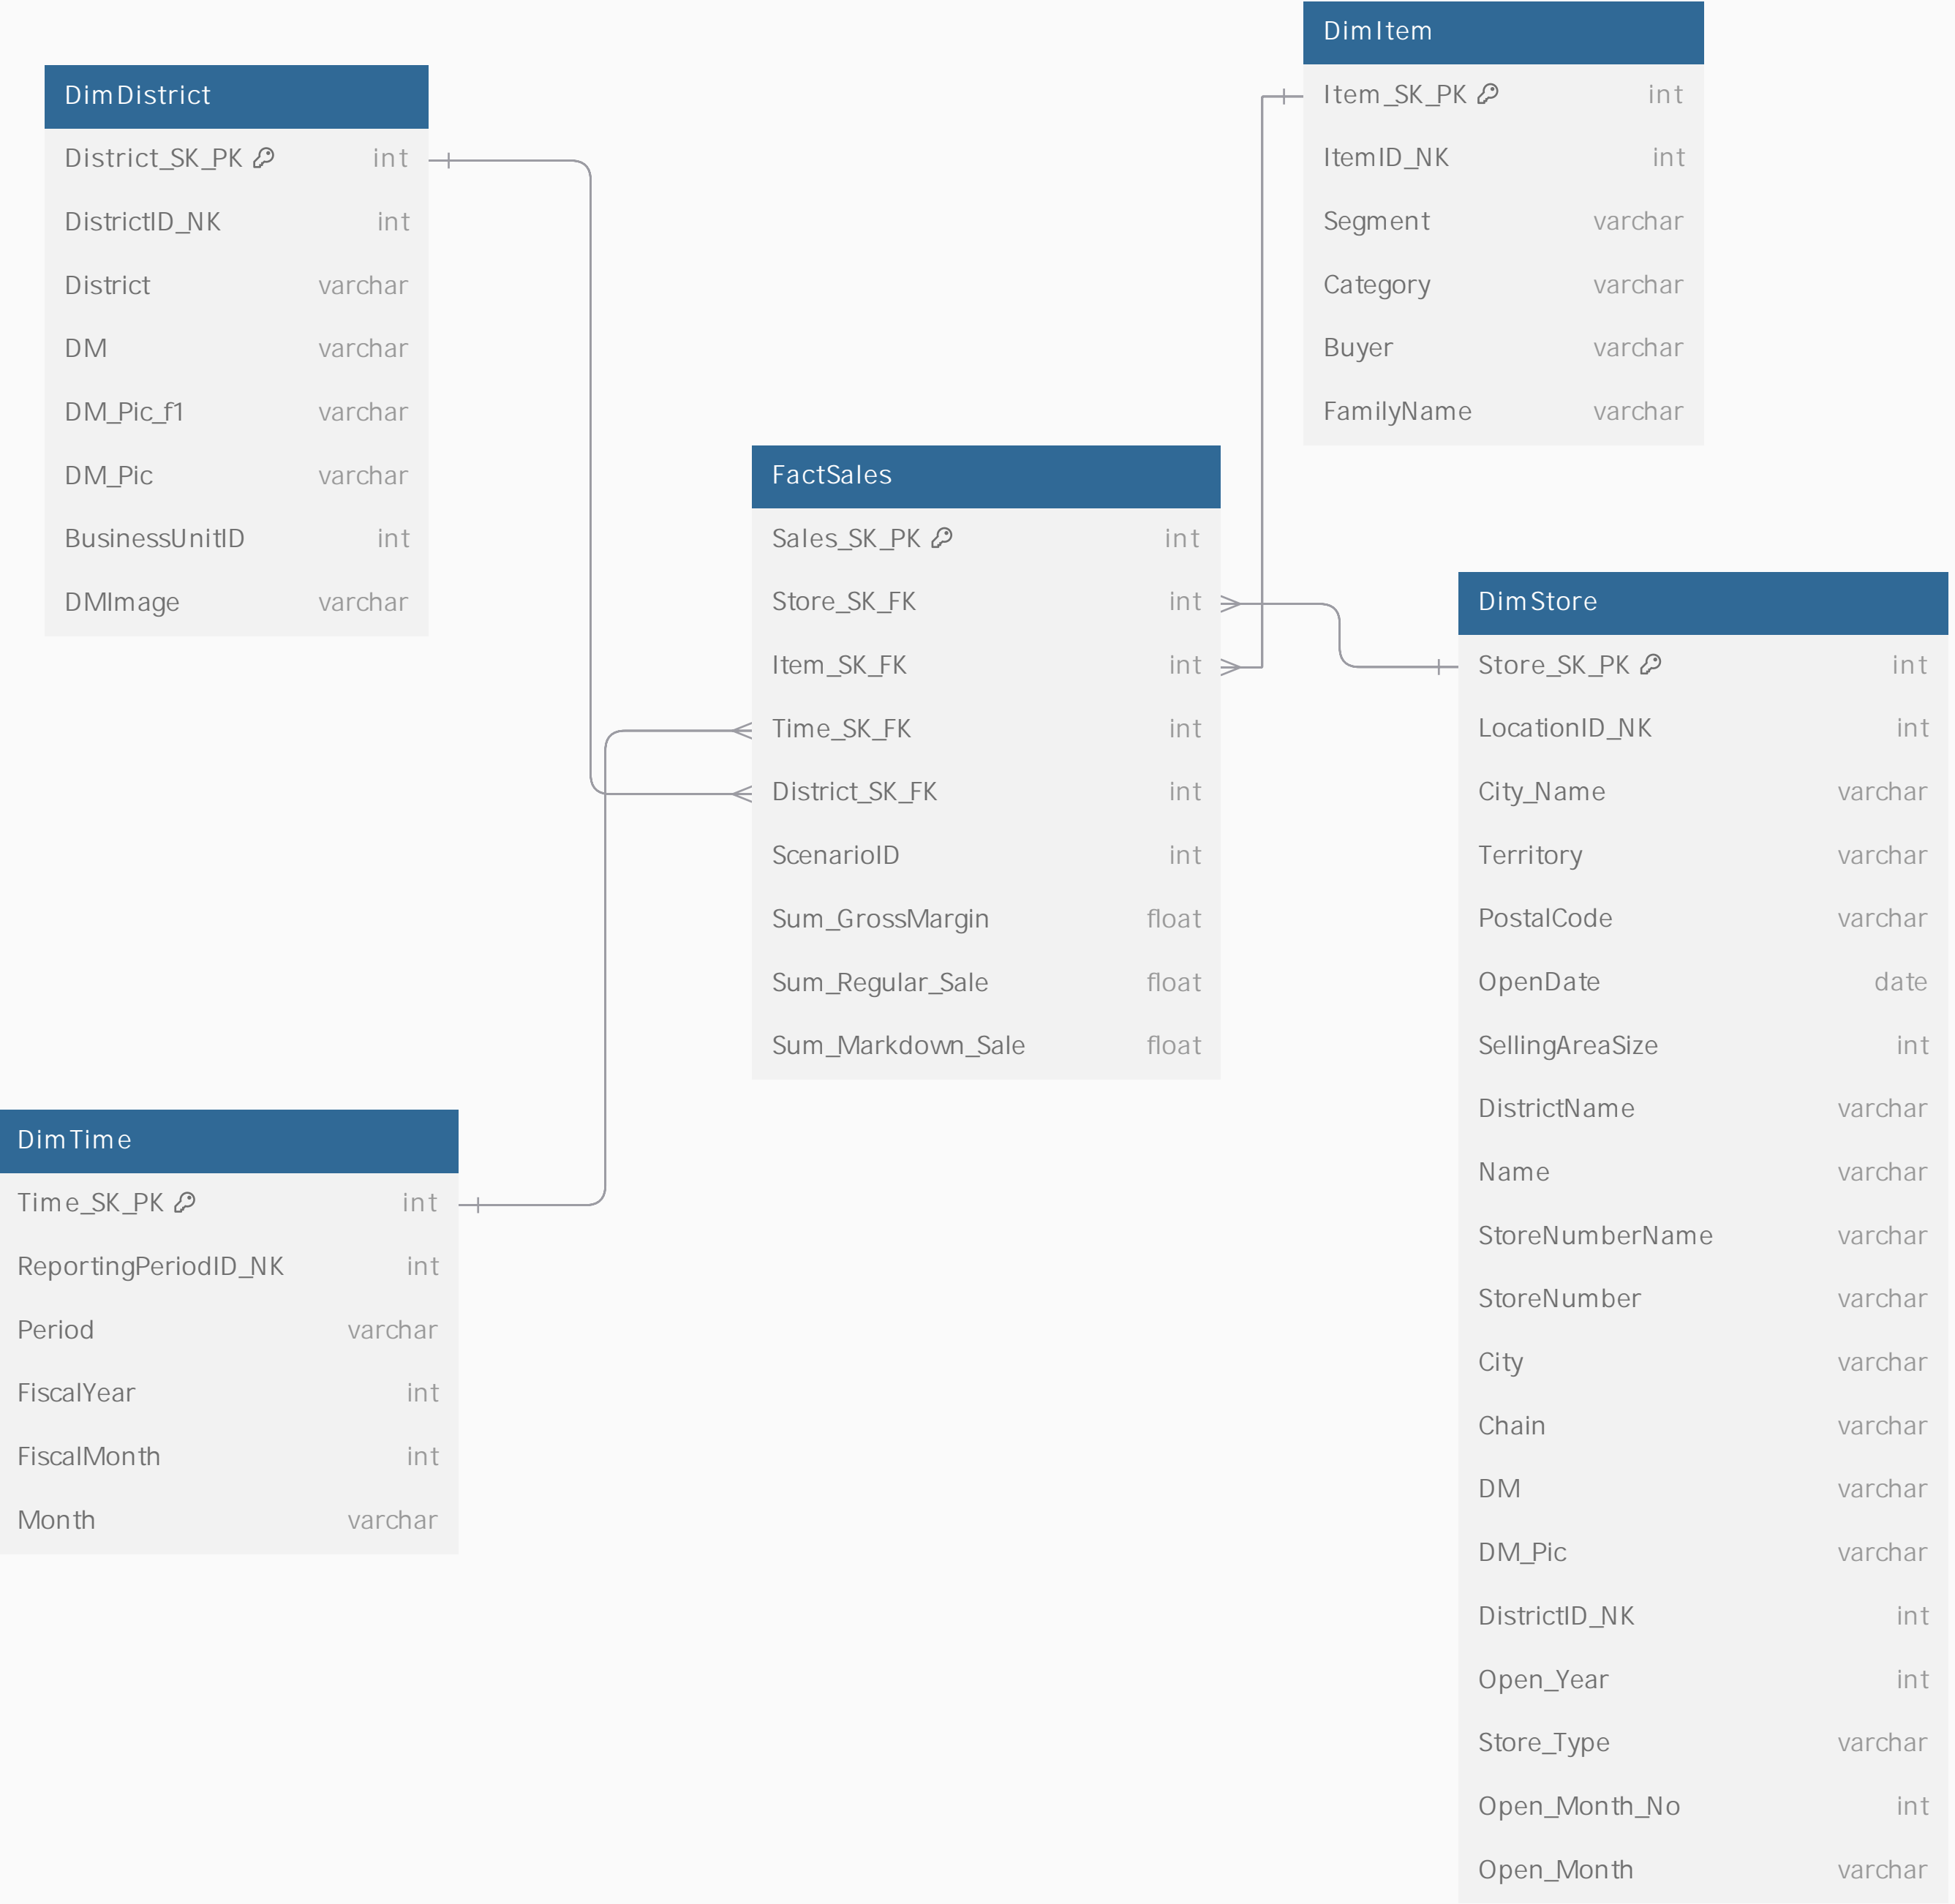 DimDistrict
District_SK_PK int
DistrictID_NK int
District varchar
DM varchar
DM_Pic_f1 varchar
DM_Pic varchar
BusinessUnitID int
DMImage varchar
DimItem
Item_SK_PK int
ItemID_NK int
Segment varchar
Category varchar
Buyer varchar
FamilyName varchar
FactSales
Sales_SK_PK int
Store_SK_FK int
Item_SK_FK int
Time_SK_FK int
District_SK_FK int
ScenarioID int
Sum_GrossMargin float
Sum_Regular_Sale float
Sum_Markdown_Sale float
DimStore
Store_SK_PK int
LocationID_NK int
City_Name varchar
Territory varchar
PostalCode varchar
OpenDate date
SellingAreaSize int
DistrictName varchar
Name varchar
StoreNumberName varchar
StoreNumber varchar
City varchar
Chain varchar
DM varchar
DM_Pic varchar
DistrictID_NK int
Open_Year int
Store_Type varchar
Open_Month_No int
Open_Month varchar
DimTime
Time_SK_PK int
ReportingPeriodID_NK int
Period varchar
FiscalYear int
FiscalMonth int
Month varchar